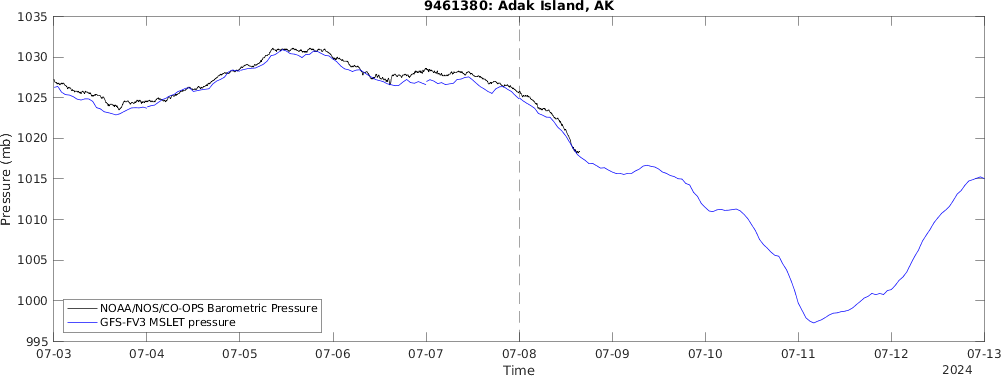 9461380: Adak Island, AK
Pressure (mb)
1035
1030
1025
1020
1015
1010
1005
1000
995
NOAA/NOS/CO-OPS Barometric Pressure
GFS-FV3 MSLET pressure
07-03 07-04 07-05 07-06 07-07 07-08 07-09 07-10 07-11 07-12 07-13
Time
2024